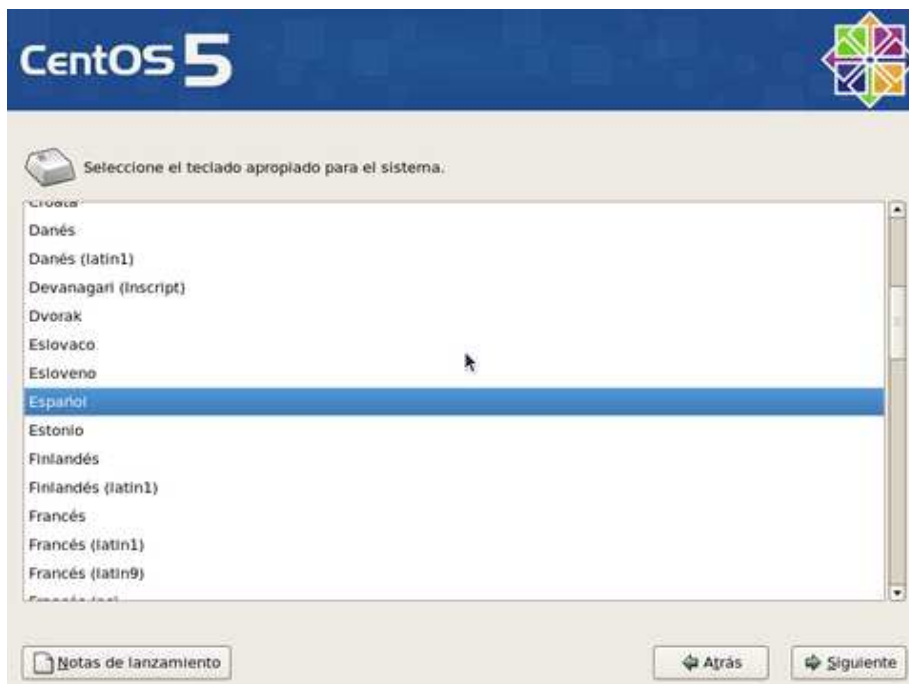 CentOS 5
Seleccione el teclado apropiado para el sistema.
Croata
Danés
Danés (latin1)
Devanagari (Inscript)
Dvorak
Eslovaco
Esloveno
Español
Estonio
Finlandés
Finlandés (latin1)
Francés
Francés (latin1)
Francés (latin9)
Notas de lanzamiento
Atrás
Siguiente